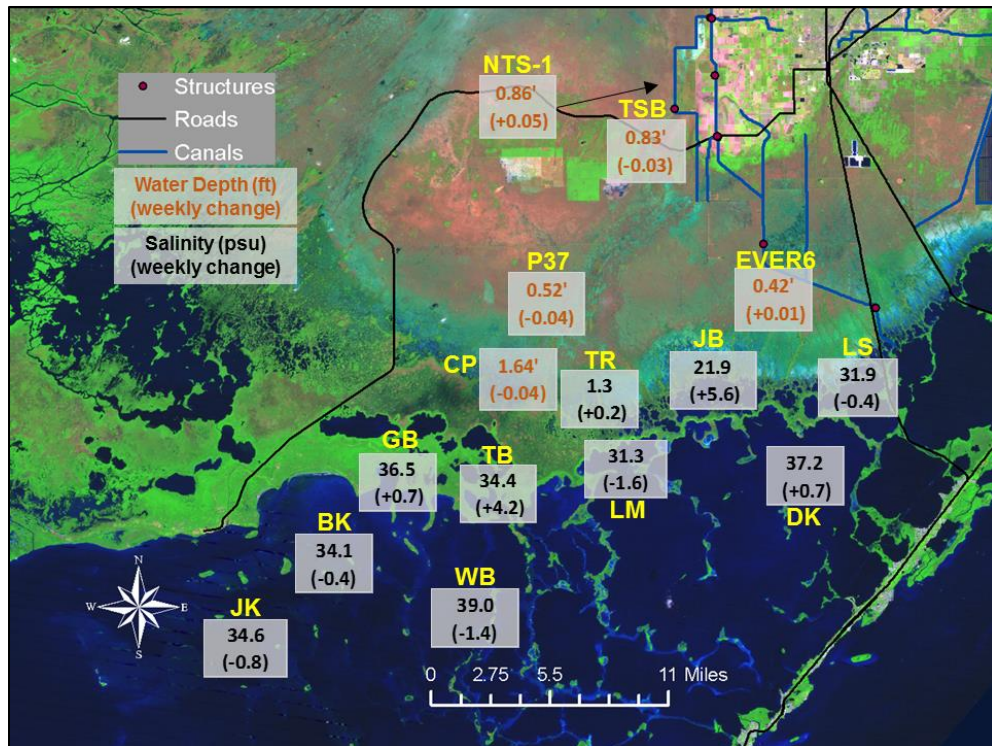 NTS-1
0.86'
(+0.05)
TSB
0.83'
(-0.03)
Structures
Roads
Canals
Water Depth (ft)
(weekly change)
Salinity (psu)
(weekly change)
P37
0.52'
(-0.04)
EVER6
0.42'
(+0.01)
CP
1.64'
(-0.04)
TR
1.3
(+0.2)
JB
21.9
(+5.6)
LS
31.9
(-0.4)
GB
36.5
(+0.7)
TB
34.4
(+4.2)
31.3
(-1.6)
LM
37.2
(+0.7)
DK
BK
34.1
(-0.4)
WB
39.0
(-1.4)
JK
34.6
(-0.8)
N
W E
S
0 2.75 5.5 11 Miles